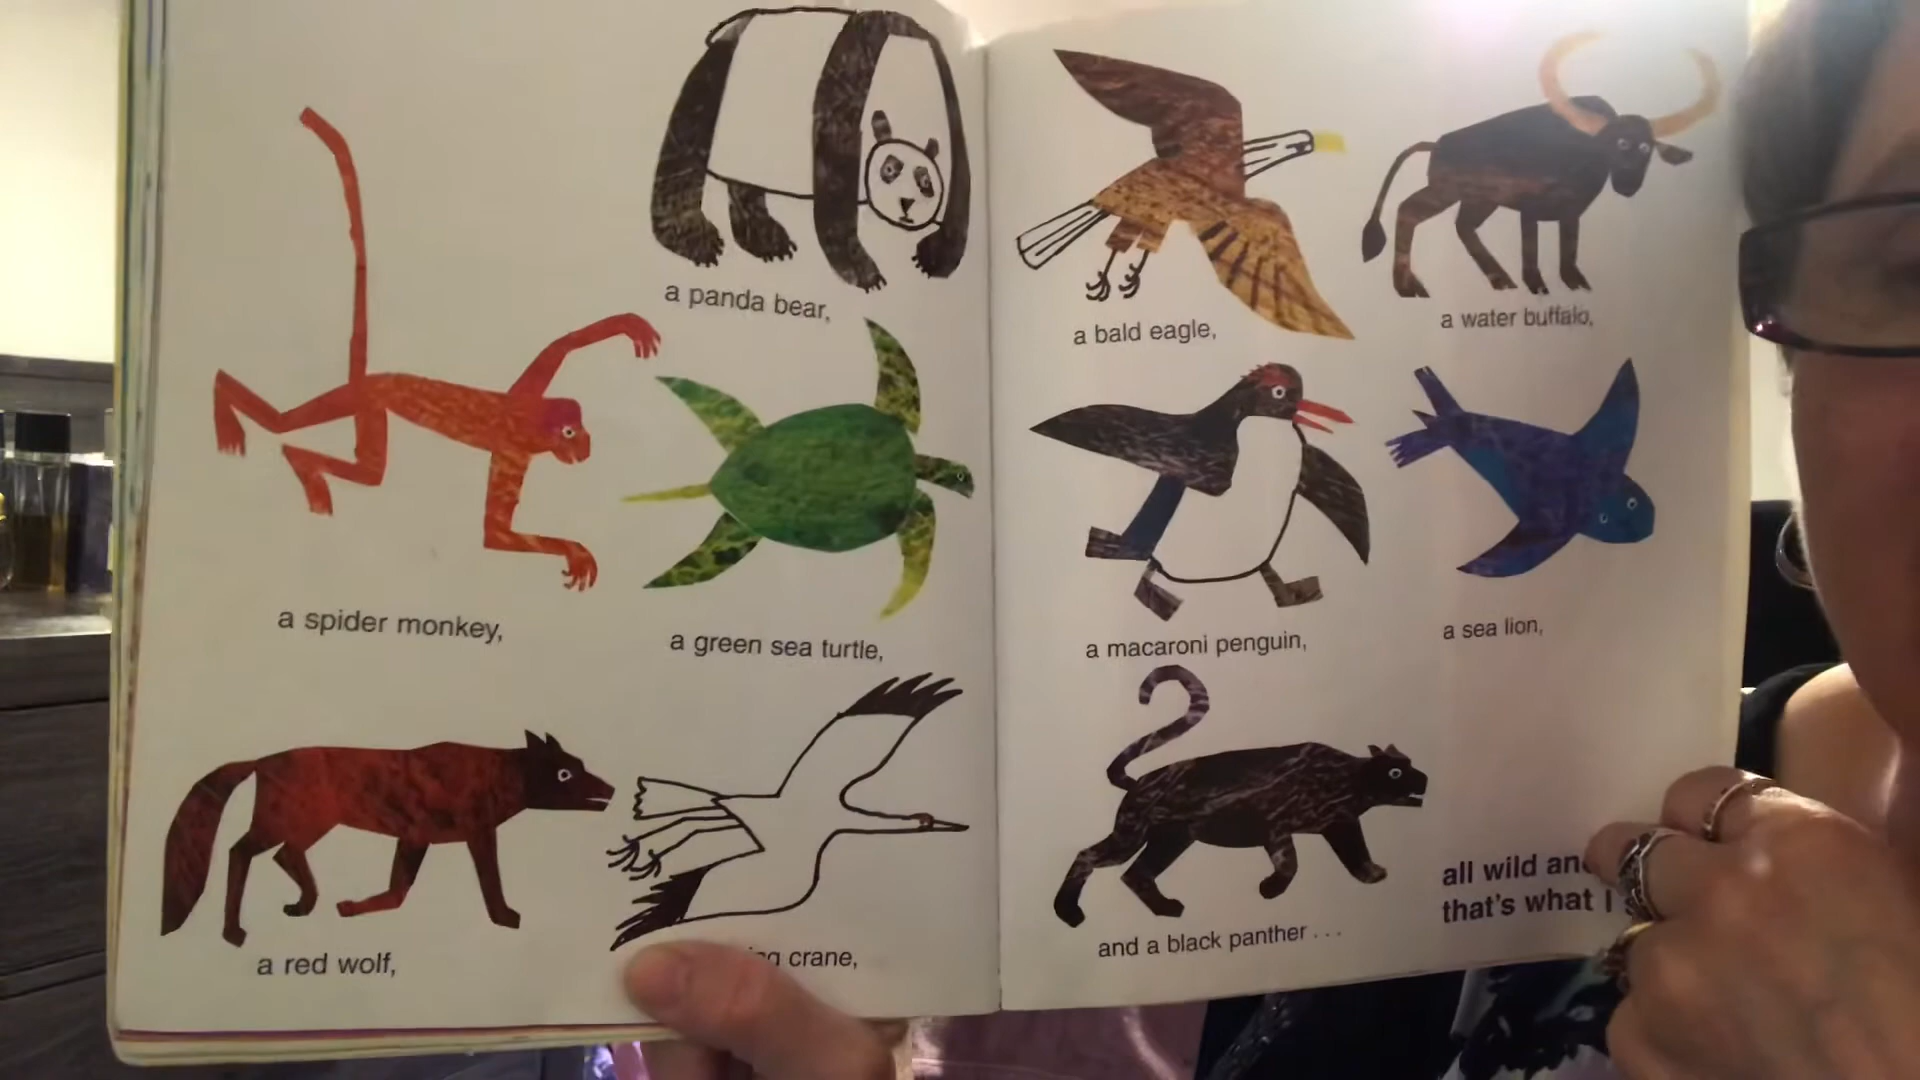 a panda bear,
a spider monkey,
a green sea turtle,
a red wolf,
crane,
a bald eagle,
a water buffalo,
a macaroni penguin,
a sea lion,
and a black panther . . .
all wild
that's what I